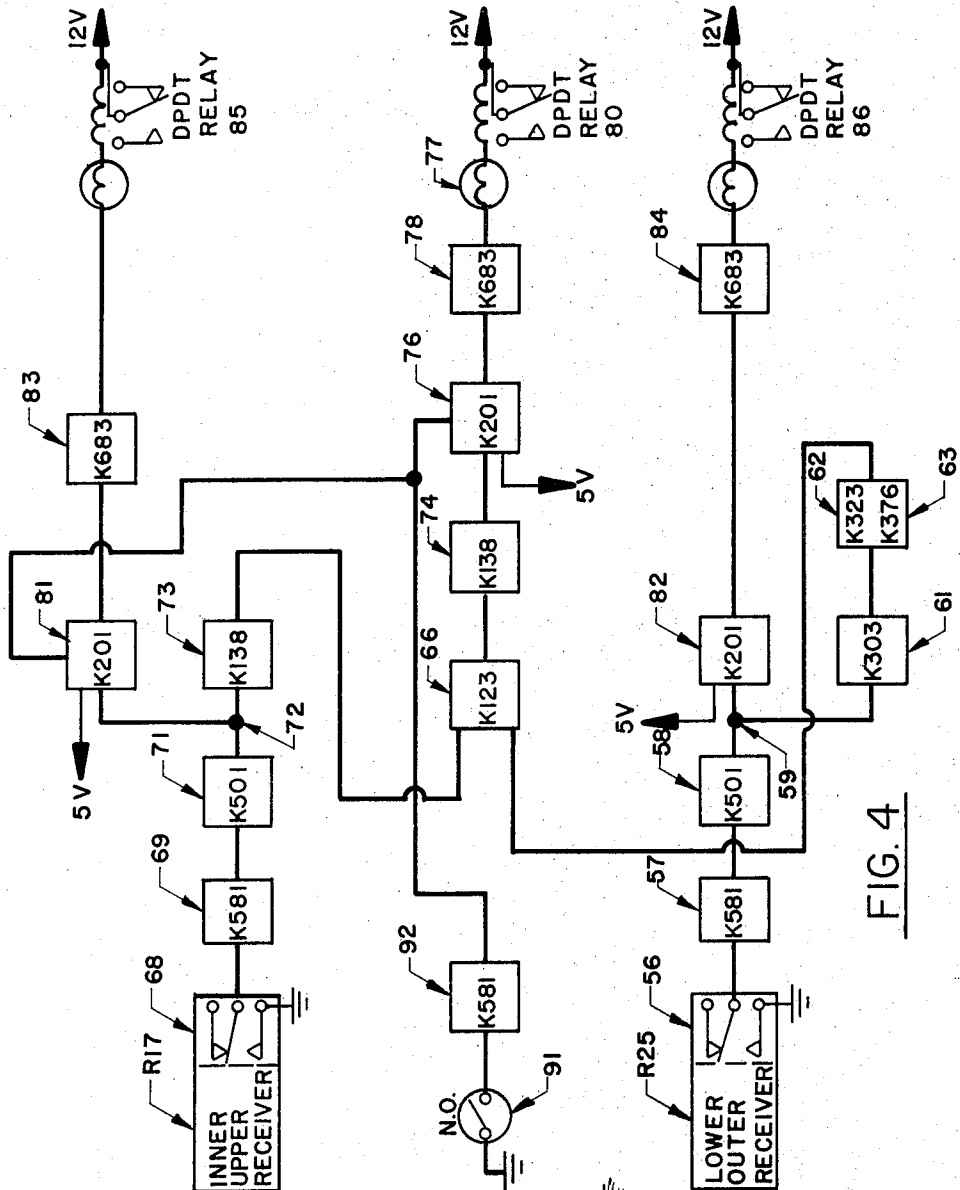 12V
DPDT
RELAY
85
83
K683
81
K201
5V
73
K138
72
71
K501
69
K581
68
R17
INNER
UPPER
RECEIVER
12V
DPDT
RELAY
80
77
78
K683
76
K201
5V
74
K138
66
K123
92
K581
91
N.O.
12V
DPDT
RELAY
86
84
K683
82
K201
5V
59
58
K501
57
K581
56
R25
LOWER
OUTER
RECEIVER
62
K323
K376
63
K303
61
FIG. 4